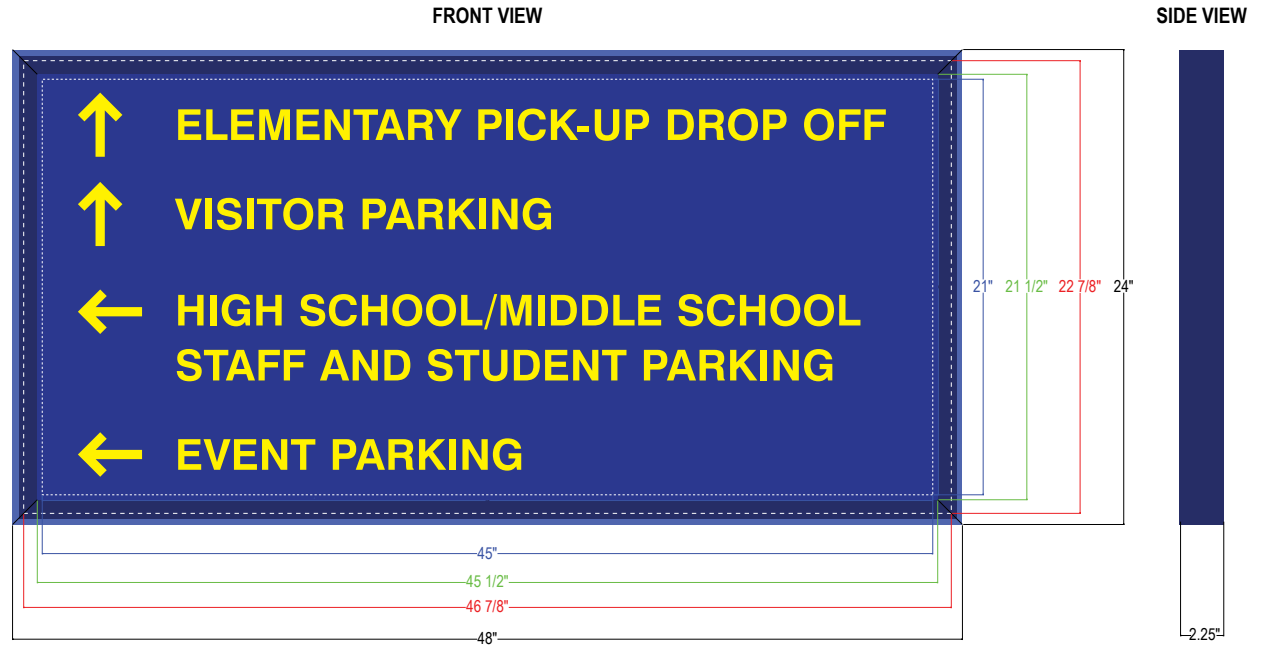 FRONT VIEW
SIDE VIEW
ELEMENTARY PICK-UP DROP OFF
VISITOR PARKING
HIGH SCHOOL/MIDDLE SCHOOL
STAFF AND STUDENT PARKING
EVENT PARKING
21" 21 1/2" 22 7/8" 24"
45"
45 1/2"
46 7/8"
48"
2.25"